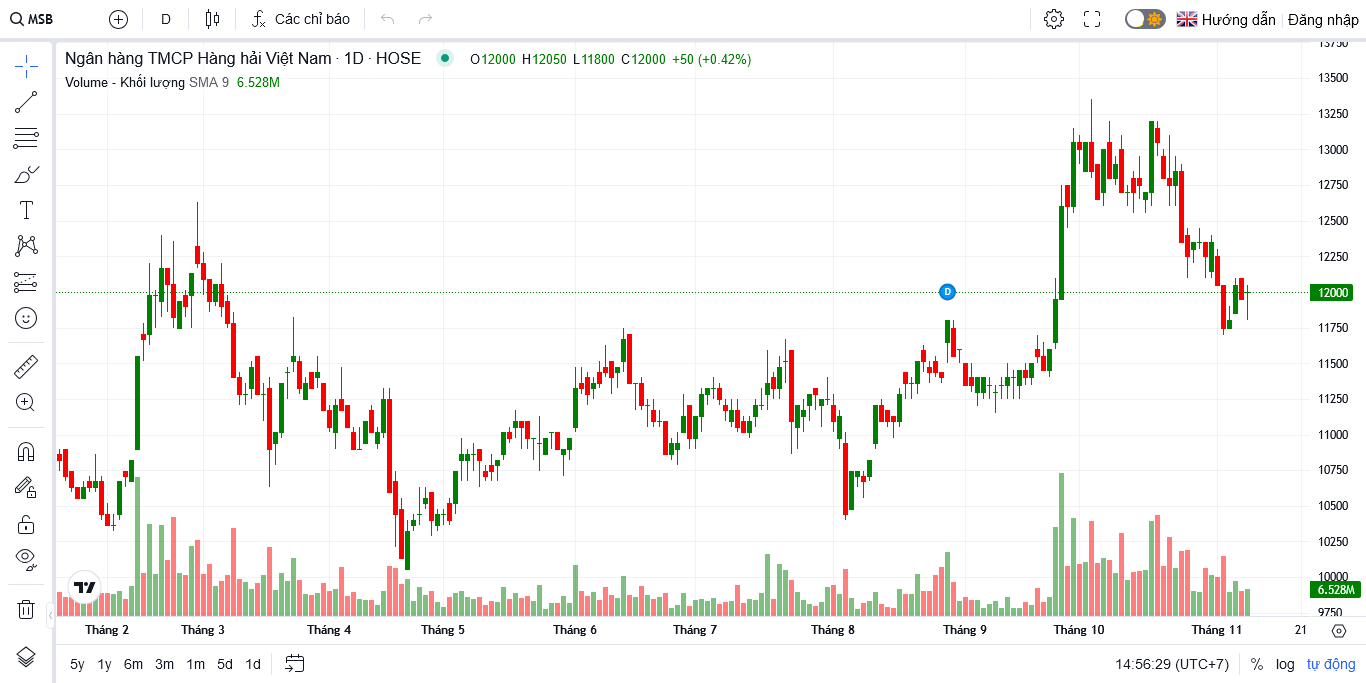 MSB D Các chỉ báo Hướng dẫn Đăng nhập
Ngân hàng TMCP Hàng hải Việt Nam · 1D · HOSE O12000 H12050 L11800 C12000 +50 (+0.42%)
Volume - Khối lượng SMA 9 6.528M
13750
13500
13250
13000
12750
12500
12250
D
12000
11750
11500
11250
11000
10750
10500
10250
10000
6.528M
9750
Tháng 2 Tháng 3 Tháng 4 Tháng 5 Tháng 6 Tháng 7 Tháng 8 Tháng 9 Tháng 10 Tháng 11 21
5y 1y 6m 3m 1m 5d 1d 14:56:29 (UTC+7) % log tự động